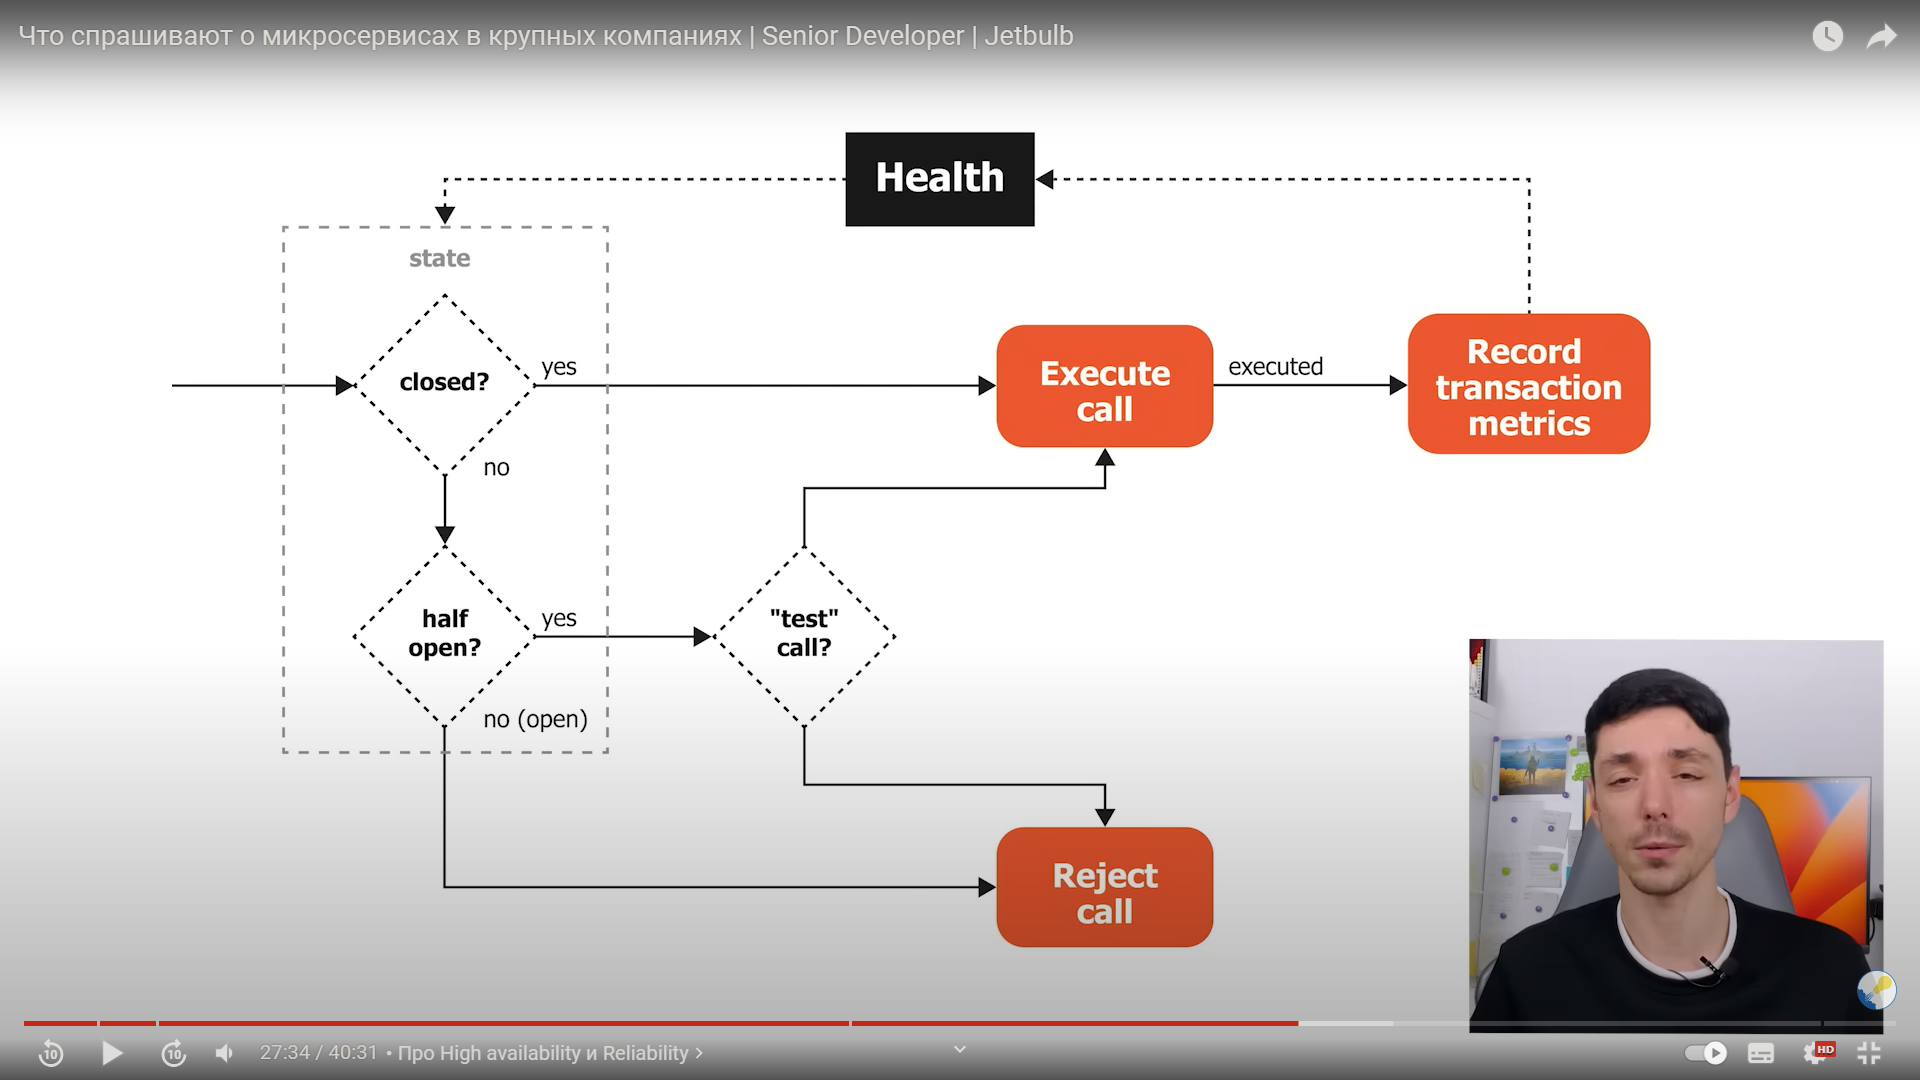 Что спрашивают о микросервисах в крупных компаниях | Senior Developer | Jetbulb
Health
state
closed?
yes
no
Execute
call
executed
Record
transaction
metrics
half
open?
yes
no (open)
"test"
call?
Reject
call
10
10
27:34 / 40:31 • Про High availability и Reliability
HD